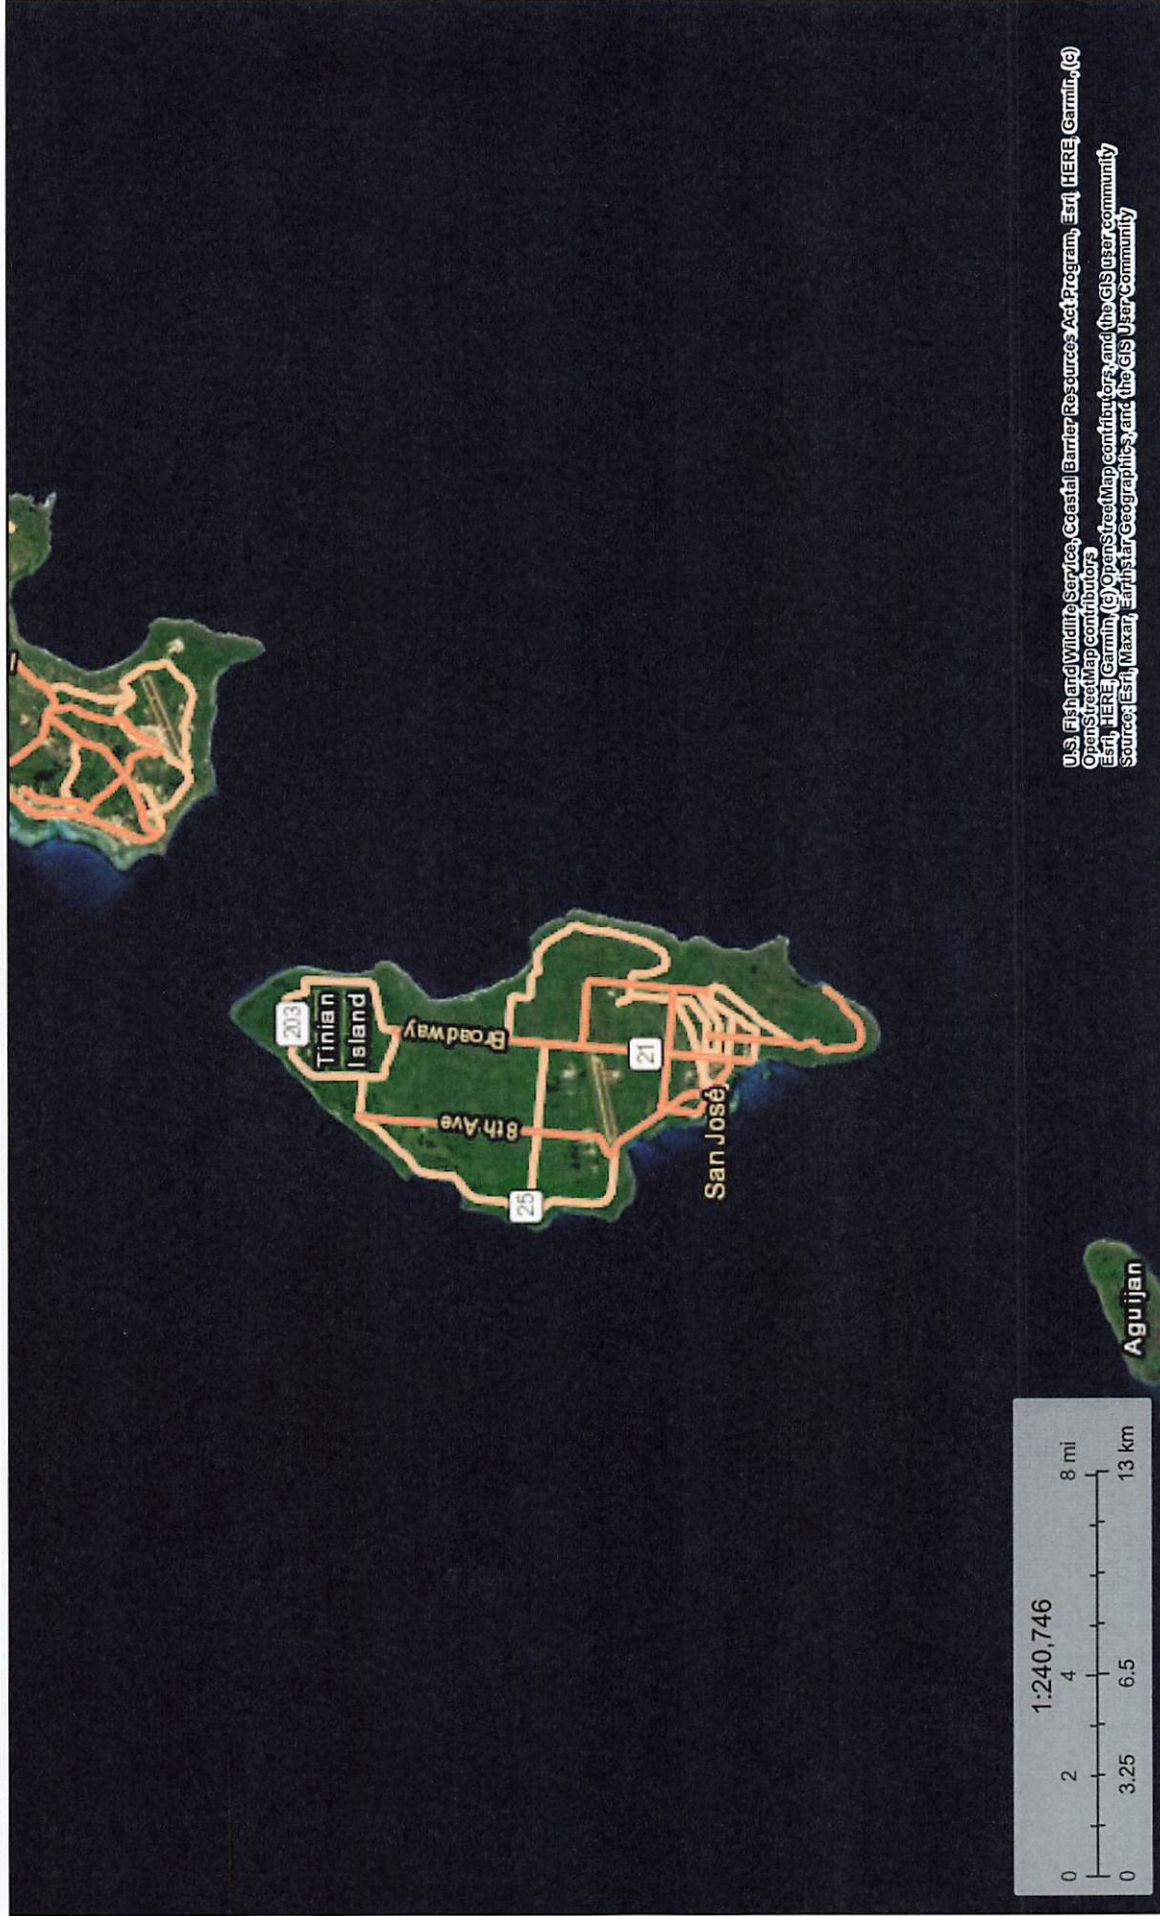 203
Tinian
Island
Broadway
8th Ave
21
25
San José
Aguijan
1:240,746
0 2 4 8 mi
0 3.25 6.5 13 km
U.S. Fish and Wildlife Service, Coastal Barrier Resources Act Program, Esri, HERE, Garmin, (c)
OpenStreetMap contributors
Esri, HERE, Garmin, (c) OpenStreetMap contributors, and the GIS user community
Source: Esri, Maxar, Earthstar Geographics, and the GIS User Community